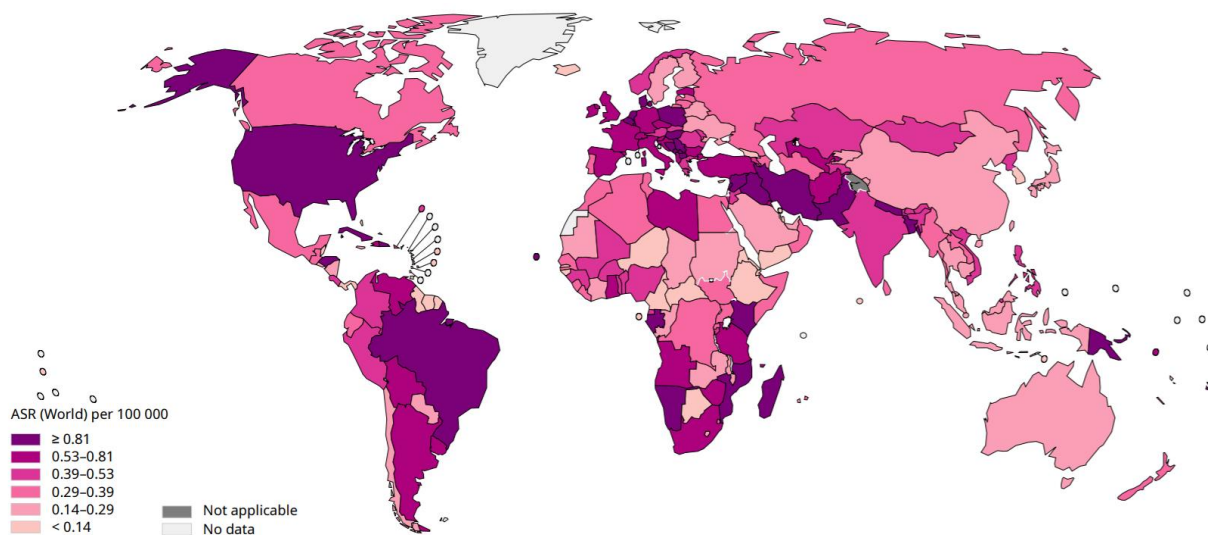 ASR (World) per 100 000
≥ 0.81
0.53–0.81
0.39–0.53
0.29–0.39
0.14–0.29
< 0.14
Not applicable
No data